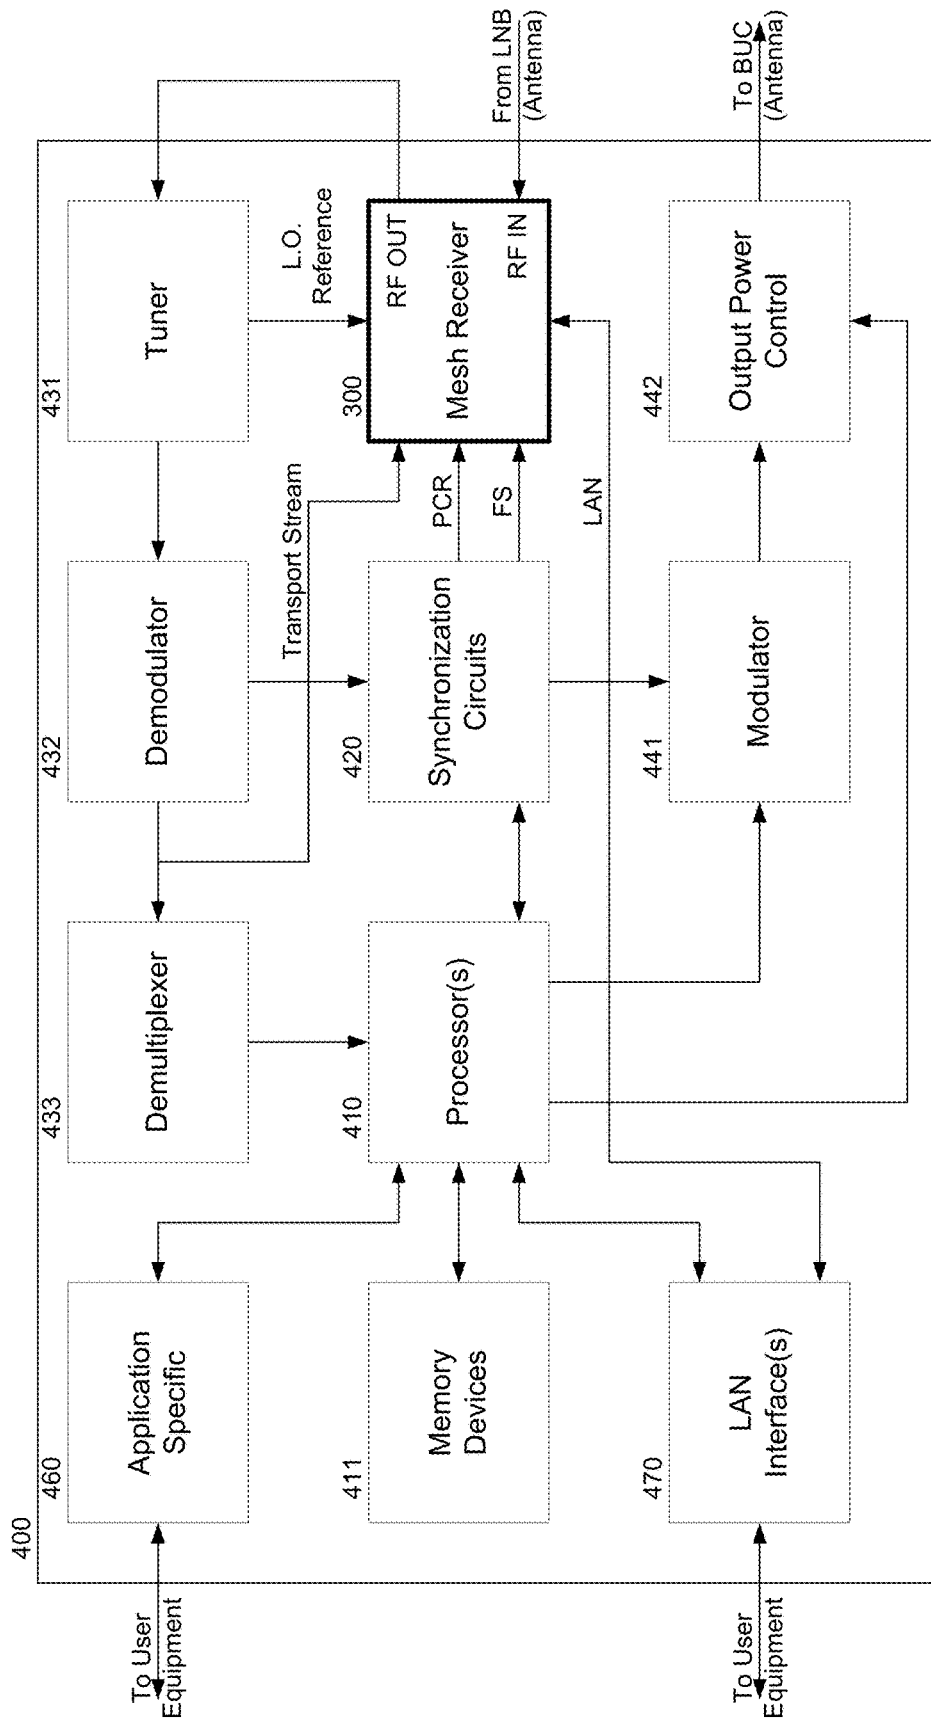 400
460
Application
Specific
433
Demultiplexer
432
Demodulator
431
Tuner
To User
Equipment
Transport Stream
L.O.
Reference
411
Memory
Devices
410
Processor(s)
420
Synchronization
Circuits
PCR
FS
300
Mesh Receiver
RF OUT
RF IN
From LNB
(Antenna)
LAN
470
LAN
Interface(s)
441
Modulator
442
Output Power
Control
To User
Equipment
To BUC
(Antenna)